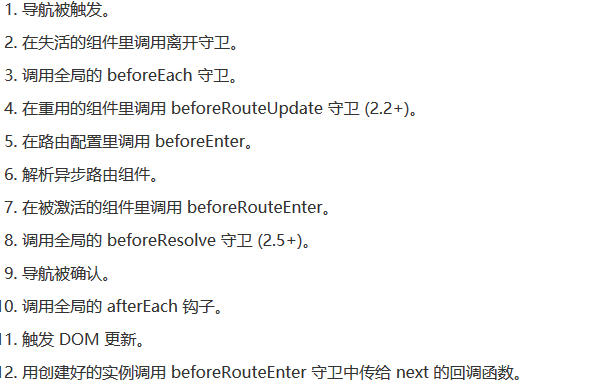 1. 导航被触发。
2. 在失活的组件里调用离开守卫。
3. 调用全局的 beforeEach 守卫。
4. 在重用的组件里调用 beforeRouteUpdate 守卫 (2.2+)。
5. 在路由配置里调用 beforeEnter。
6. 解析异步路由组件。
7. 在被激活的组件里调用 beforeRouteEnter。
8. 调用全局的 beforeResolve 守卫 (2.5+)。
9. 导航被确认。
10. 调用全局的 afterEach 钩子。
11. 触发 DOM 更新。
12. 用创建好的实例调用 beforeRouteEnter 守卫中传给 next 的回调函数。